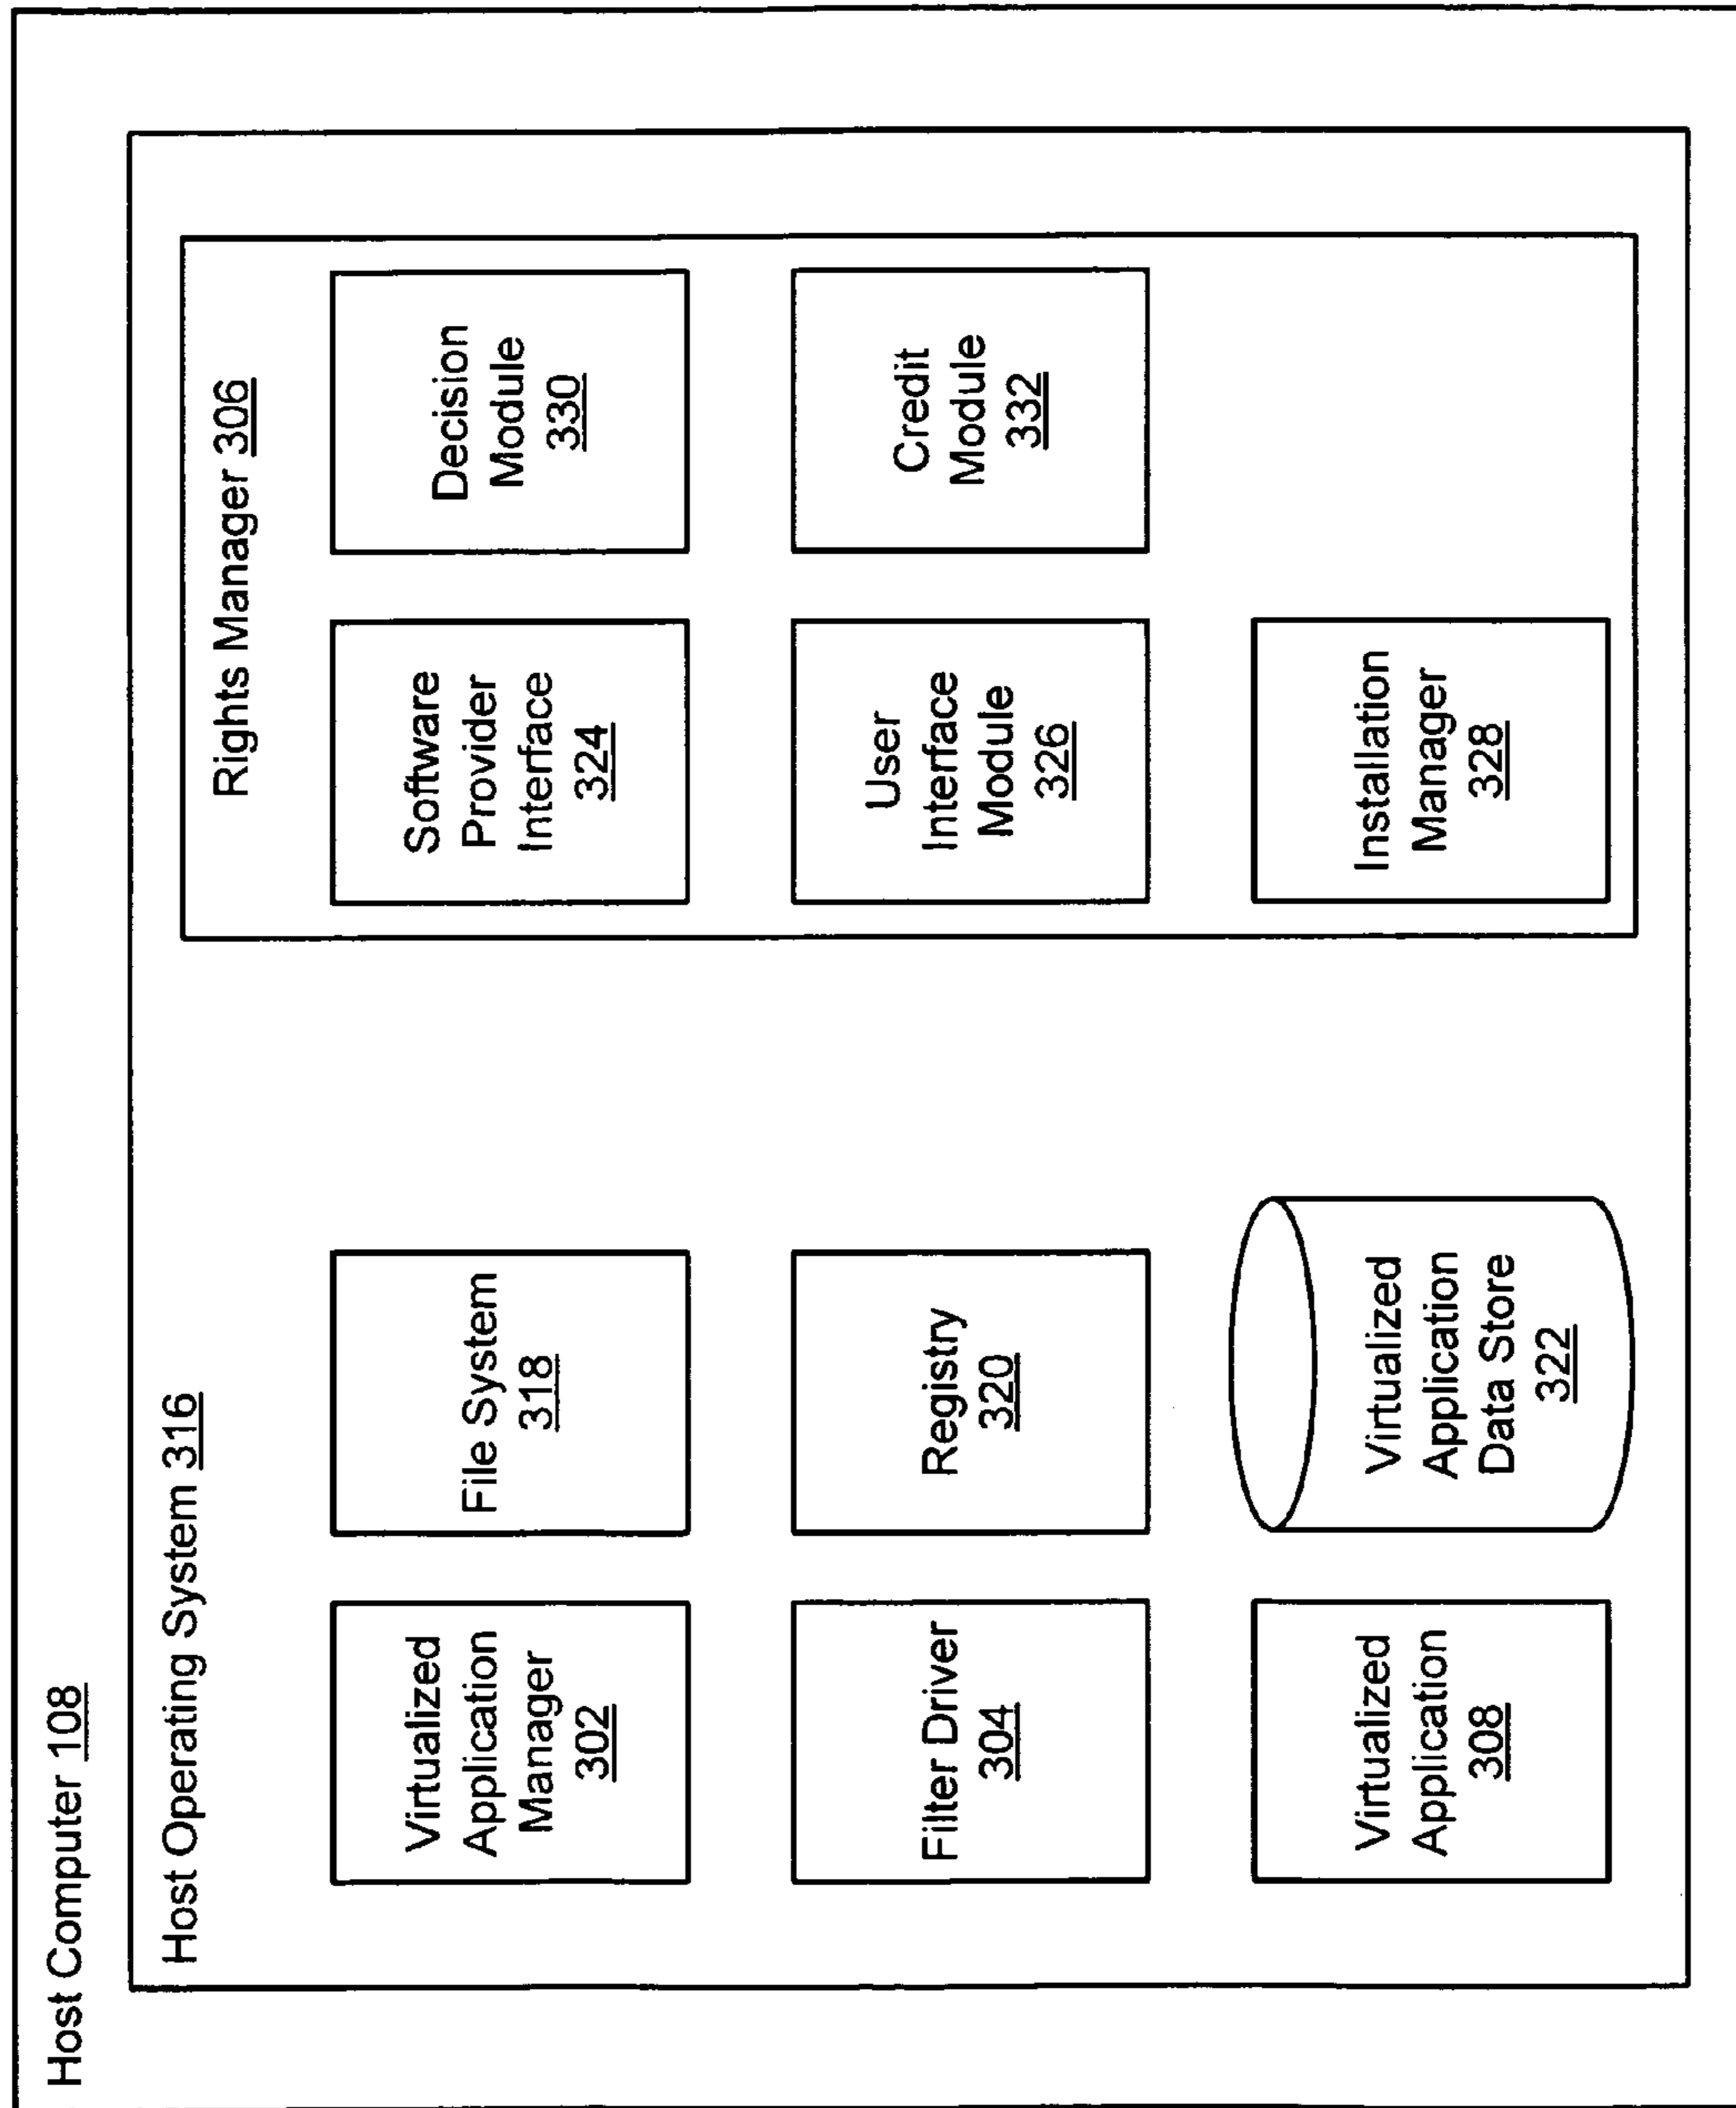 Host Computer 108
Host Operating System 316
Virtualized
Application
Manager
302
File System
318
Filter Driver
304
Registry
320
Virtualized
Application
308
Virtualized
Application
Data Store
322
Rights Manager 306
Software
Provider
Interface
324
Decision
Module
330
User
Interface
Module
326
Credit
Module
332
Installation
Manager
328